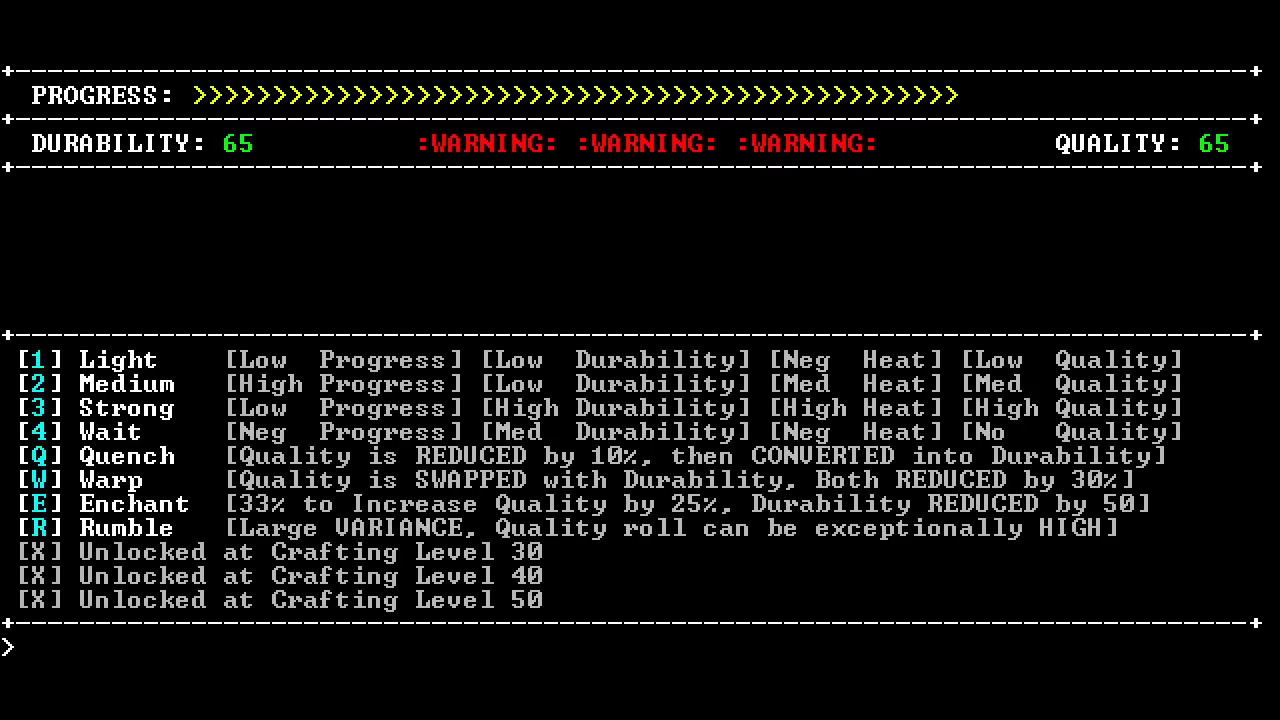 +------------------------------------------------------------------------------+
PROGRESS: >>>>>>>>>>>>>>>>>>>>>>>>>>>>>>>>>>>>>>>>>>>>>>>>
+------------------------------------------------------------------------------+
DURABILITY: 65 :WARNING: :WARNING: :WARNING: QUALITY: 65
+------------------------------------------------------------------------------+
+------------------------------------------------------------------------------+
[1] Light [Low Progress] [Low Durability] [Neg Heat] [Low Quality]
[2] Medium [High Progress] [Low Durability] [Med Heat] [Med Quality]
[3] Strong [Low Progress] [High Durability] [High Heat] [High Quality]
[4] Wait [Neg Progress] [Med Durability] [Neg Heat] [No Quality]
[Q] Quench [Quality is REDUCED by 10%, then CONVERTED into Durability]
[W] Warp [Quality is SWAPPED with Durability, Both REDUCED by 30%]
[E] Enchant [33% to Increase Quality by 25%, Durability REDUCED by 50]
[R] Rumble [Large VARIANCE, Quality roll can be exceptionally HIGH]
[X] Unlocked at Crafting Level 30
[X] Unlocked at Crafting Level 40
[X] Unlocked at Crafting Level 50
+------------------------------------------------------------------------------+
>